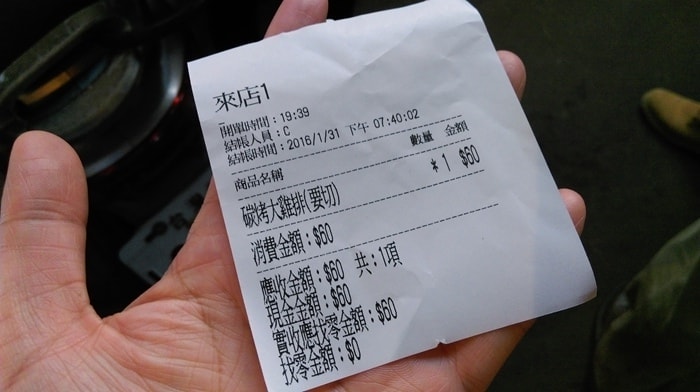 來店1
開單時間：19:39
結帳人員：C
結帳時間：2016/1/31 下午 07:40:02
商品名稱 數量 金額
碳烤大雞排(要切) * 1 $60
消費金額：$60
應收金額：$60 共：1項
現金金額：$60
實收應找零金額：$60
找零金額：$0